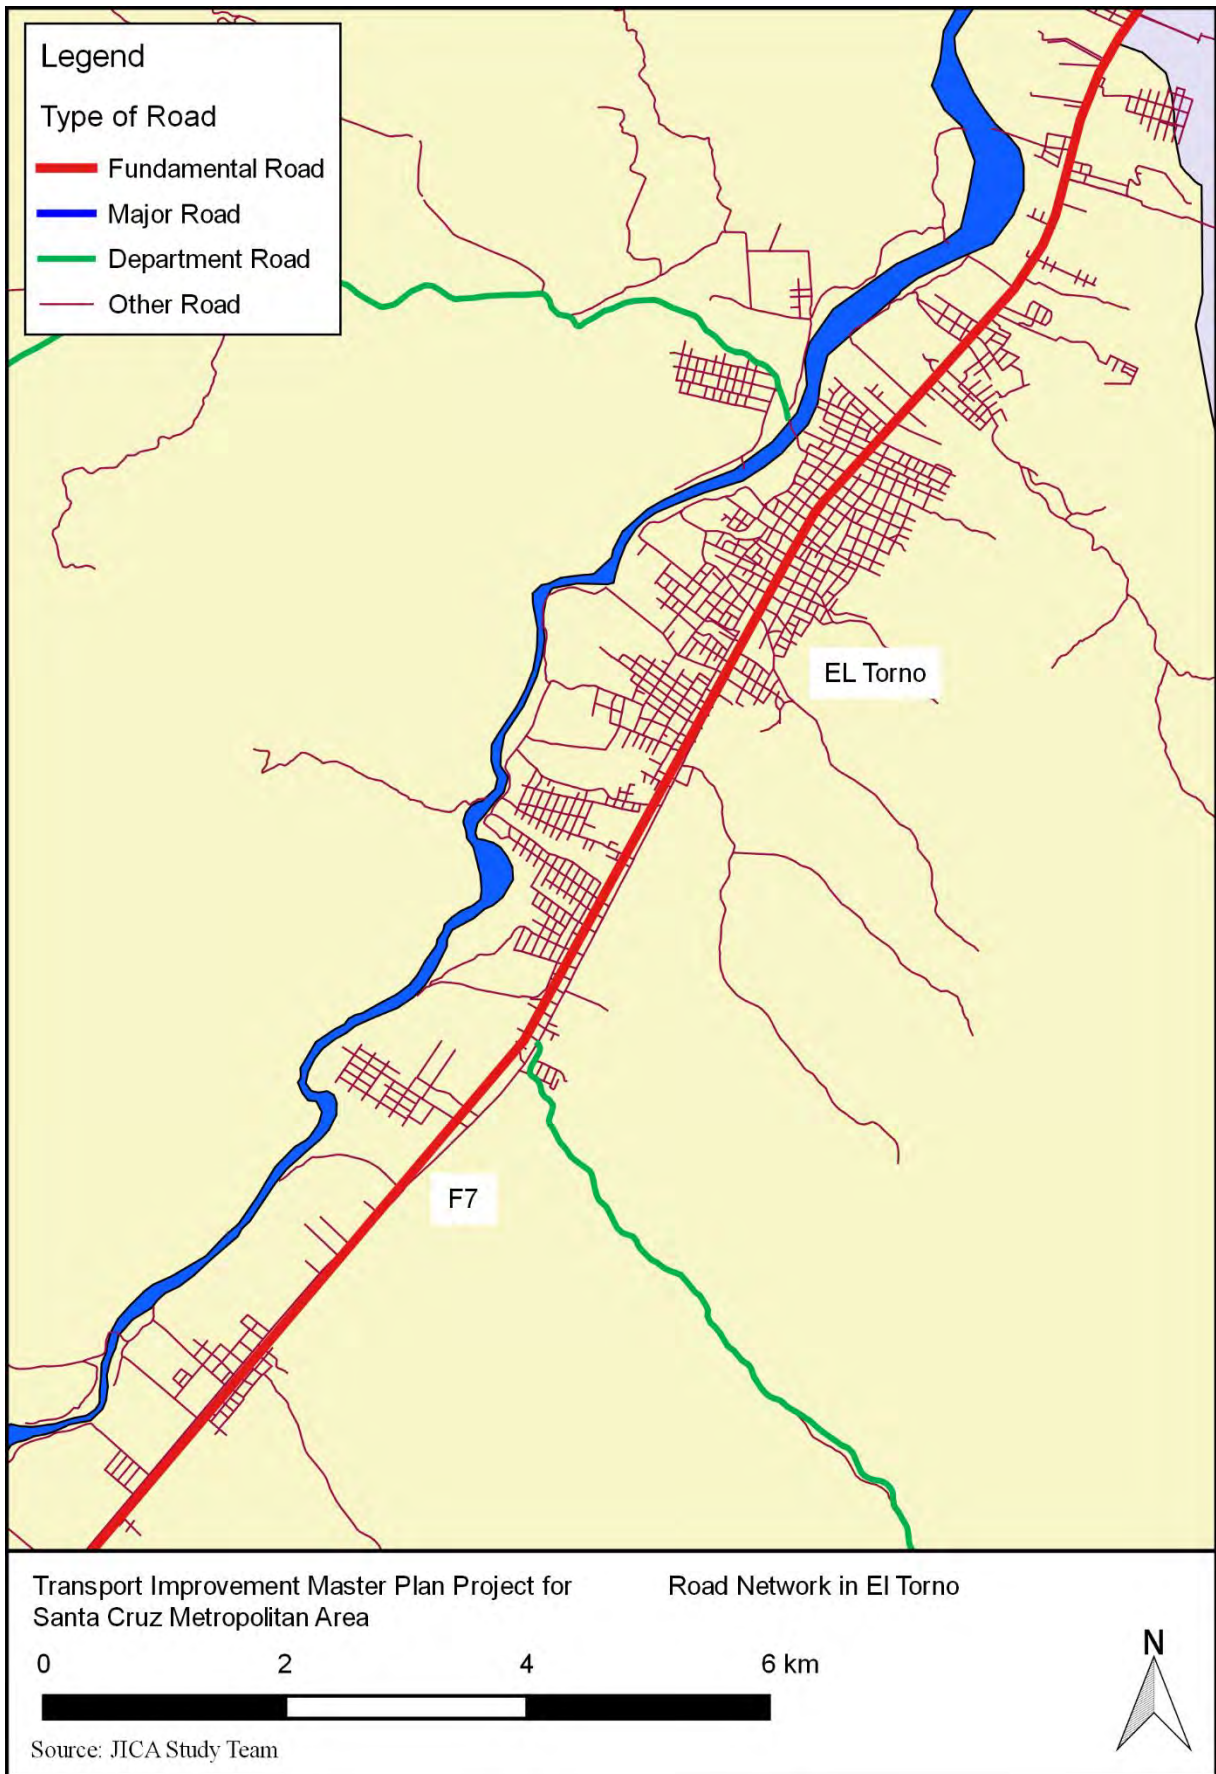 Legend
Type of Road
Fundamental Road
Major Road
Department Road
Other Road
EL Torno
F7
Transport Improvement Master Plan Project for
Santa Cruz Metropolitan Area
Road Network in El Torno
0 2 4 6 km
N
Source: JICA Study Team